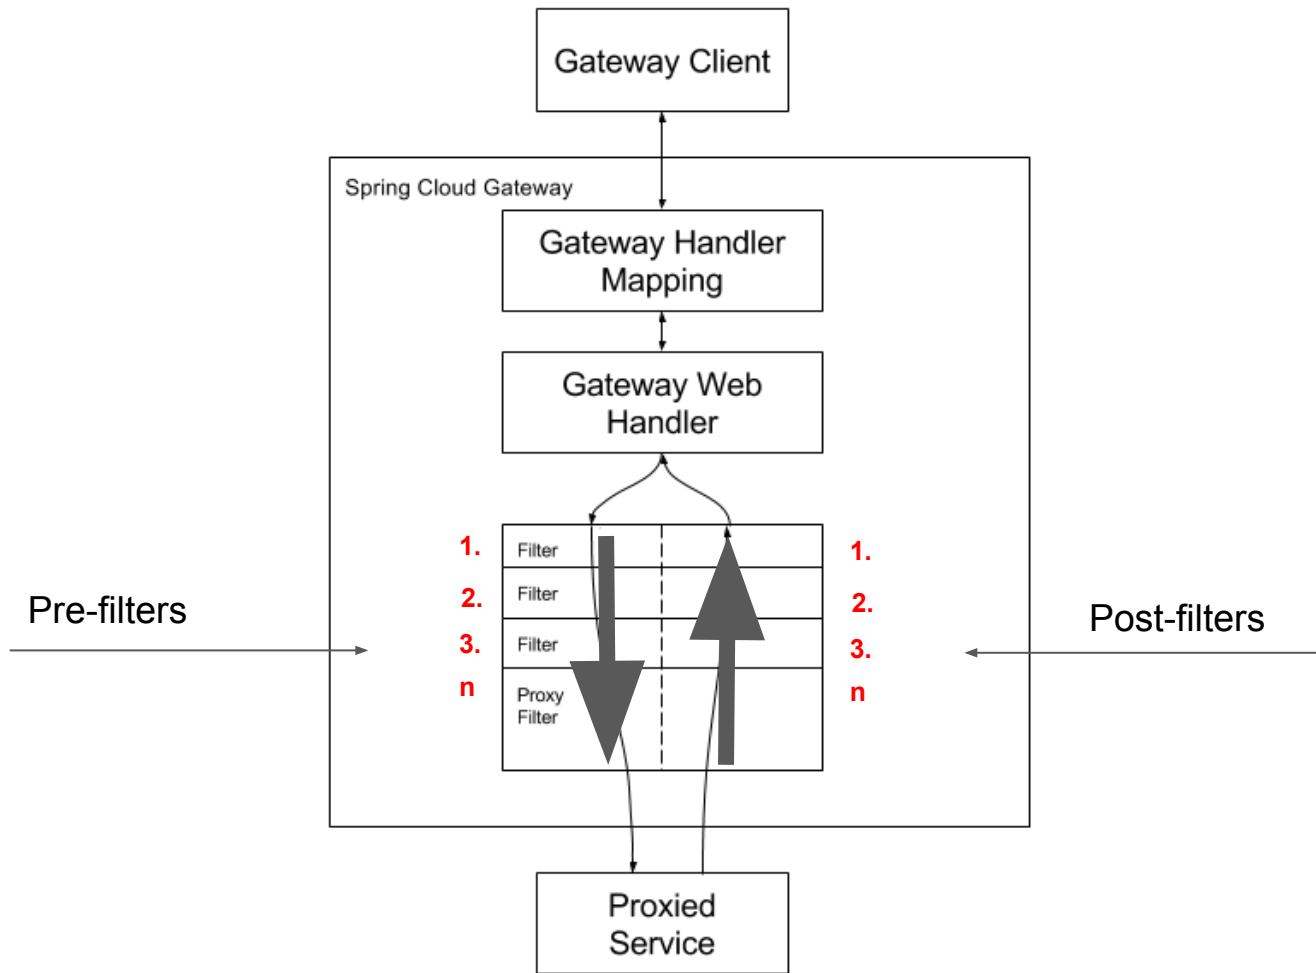 Gateway Client
Spring Cloud Gateway
Gateway Handler
Mapping
Gateway Web
Handler
1.
Filter
1.
2.
Filter
2.
Pre-filters
Post-filters
3.
Filter
3.
n
Proxy
Filter
n
Proxied
Service